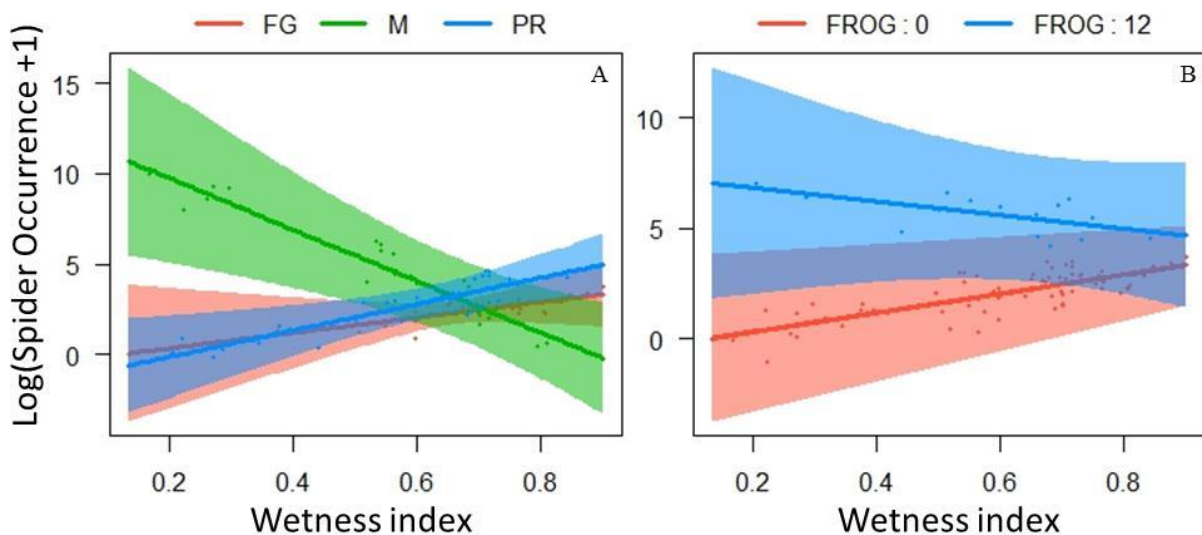 FG M PR
FROG : 0 FROG : 12
Log(Spider Occurrence +1)
A
15
10
5
0
0.2 0.4 0.6 0.8
Wetness index
B
10
5
0
0.2 0.4 0.6 0.8
Wetness index